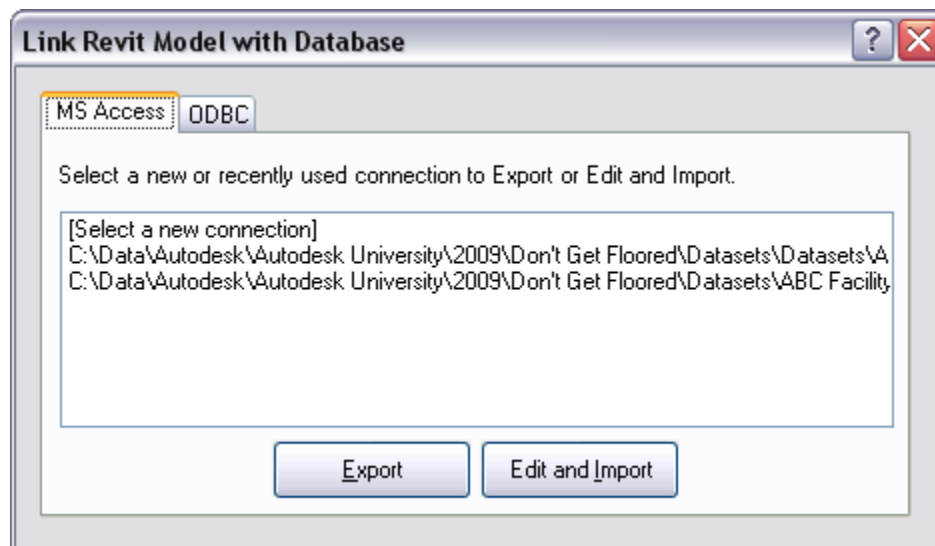 Link Revit Model with Database
?
MS Access
ODBC
Select a new or recently used connection to Export or Edit and Import.
[Select a new connection]
C:\Data\Autodesk\Autodesk University\2009\Don't Get Floored\Datasets\Datasets\A
C:\Data\Autodesk\Autodesk University\2009\Don't Get Floored\Datasets\ABC Facility
Export
Edit and Import